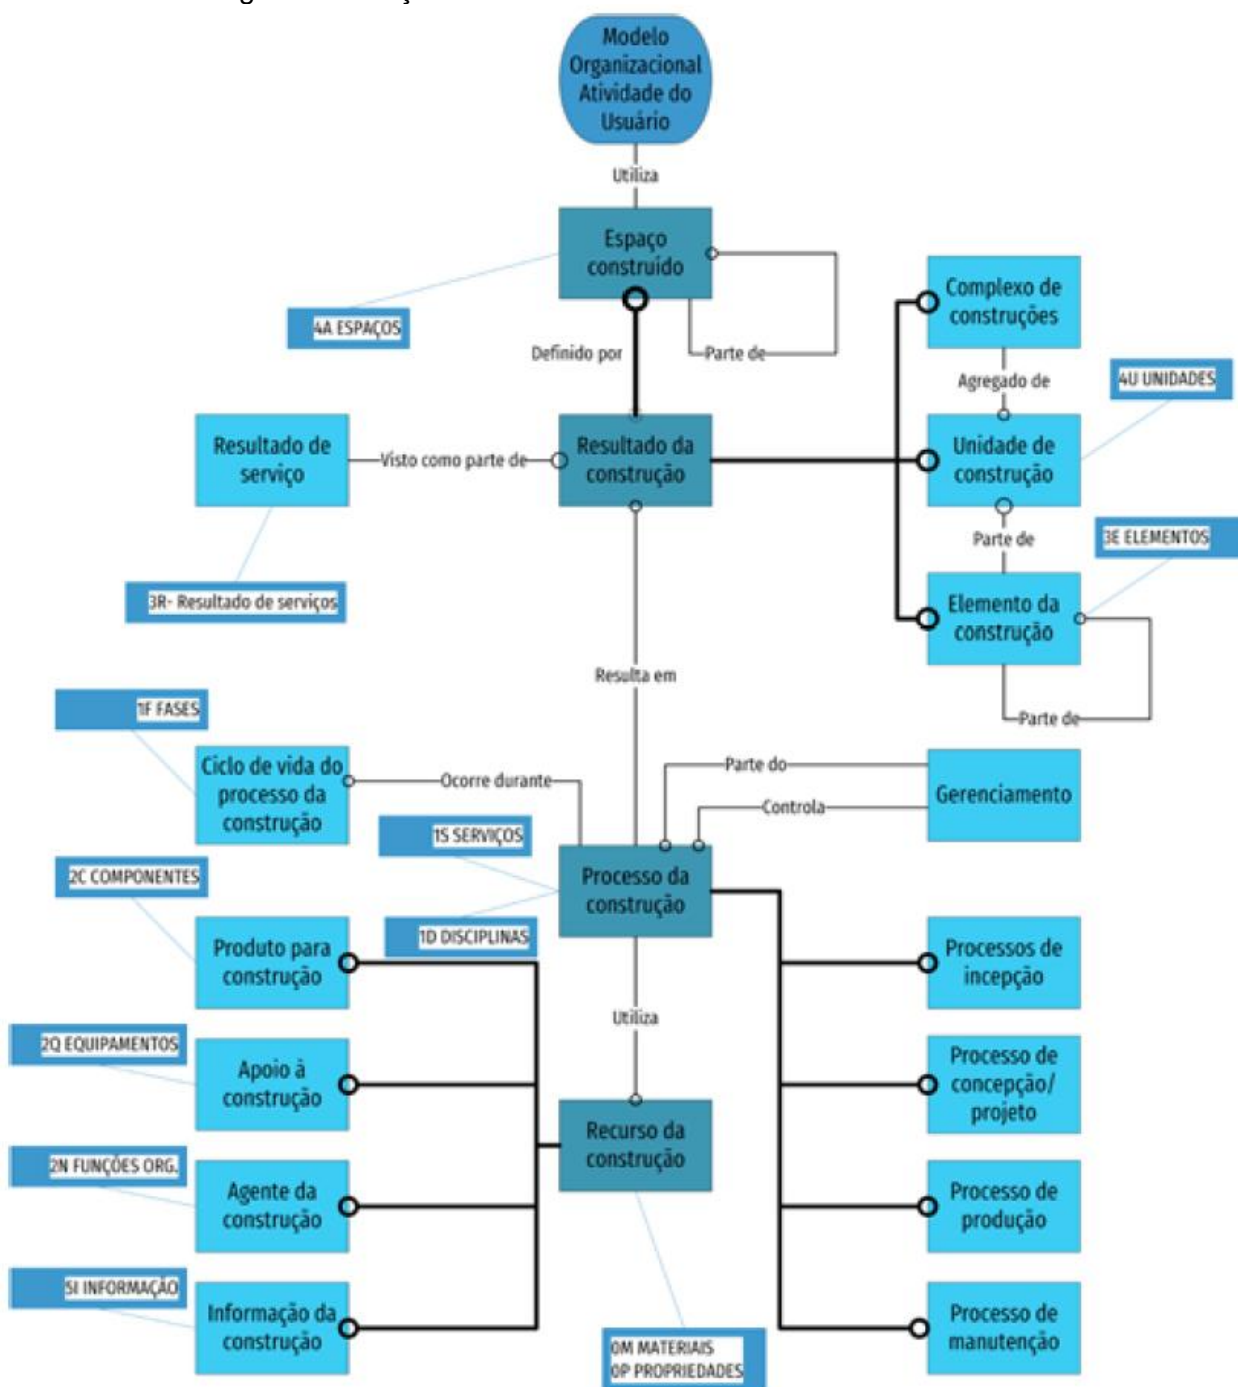 Modelo
Organizacional
Atividade do
Usuário
Utiliza
Espaço
construído
4A ESPAÇOS
Definido por
Parte de
Complexo de
construções
Agregado de
4U UNIDADES
Resultado de
serviço
Visto como parte de
Resultado da
construção
Unidade de
construção
Parte de
3E ELEMENTOS
3R- Resultado de serviços
Elemento da
construção
Parte de
Resulta em
1F FASES
Ciclo de vida do
processo da
construção
Ocorre durante
Parte do
Controla
Gerenciamento
1S SERVIÇOS
2C COMPONENTES
Processo da
construção
1D DISCIPLINAS
Produto para
construção
Processos de
incepção
Utiliza
2Q EQUIPAMENTOS
Apoio à
construção
Processo de
concepção/
projeto
Recurso da
construção
2N FUNÇÕES ORG.
Agente da
construção
Processo de
produção
5I INFORMAÇÃO
Informação da
construção
0M MATERIAIS
0P PROPRIEDADES
Processo de
manutenção